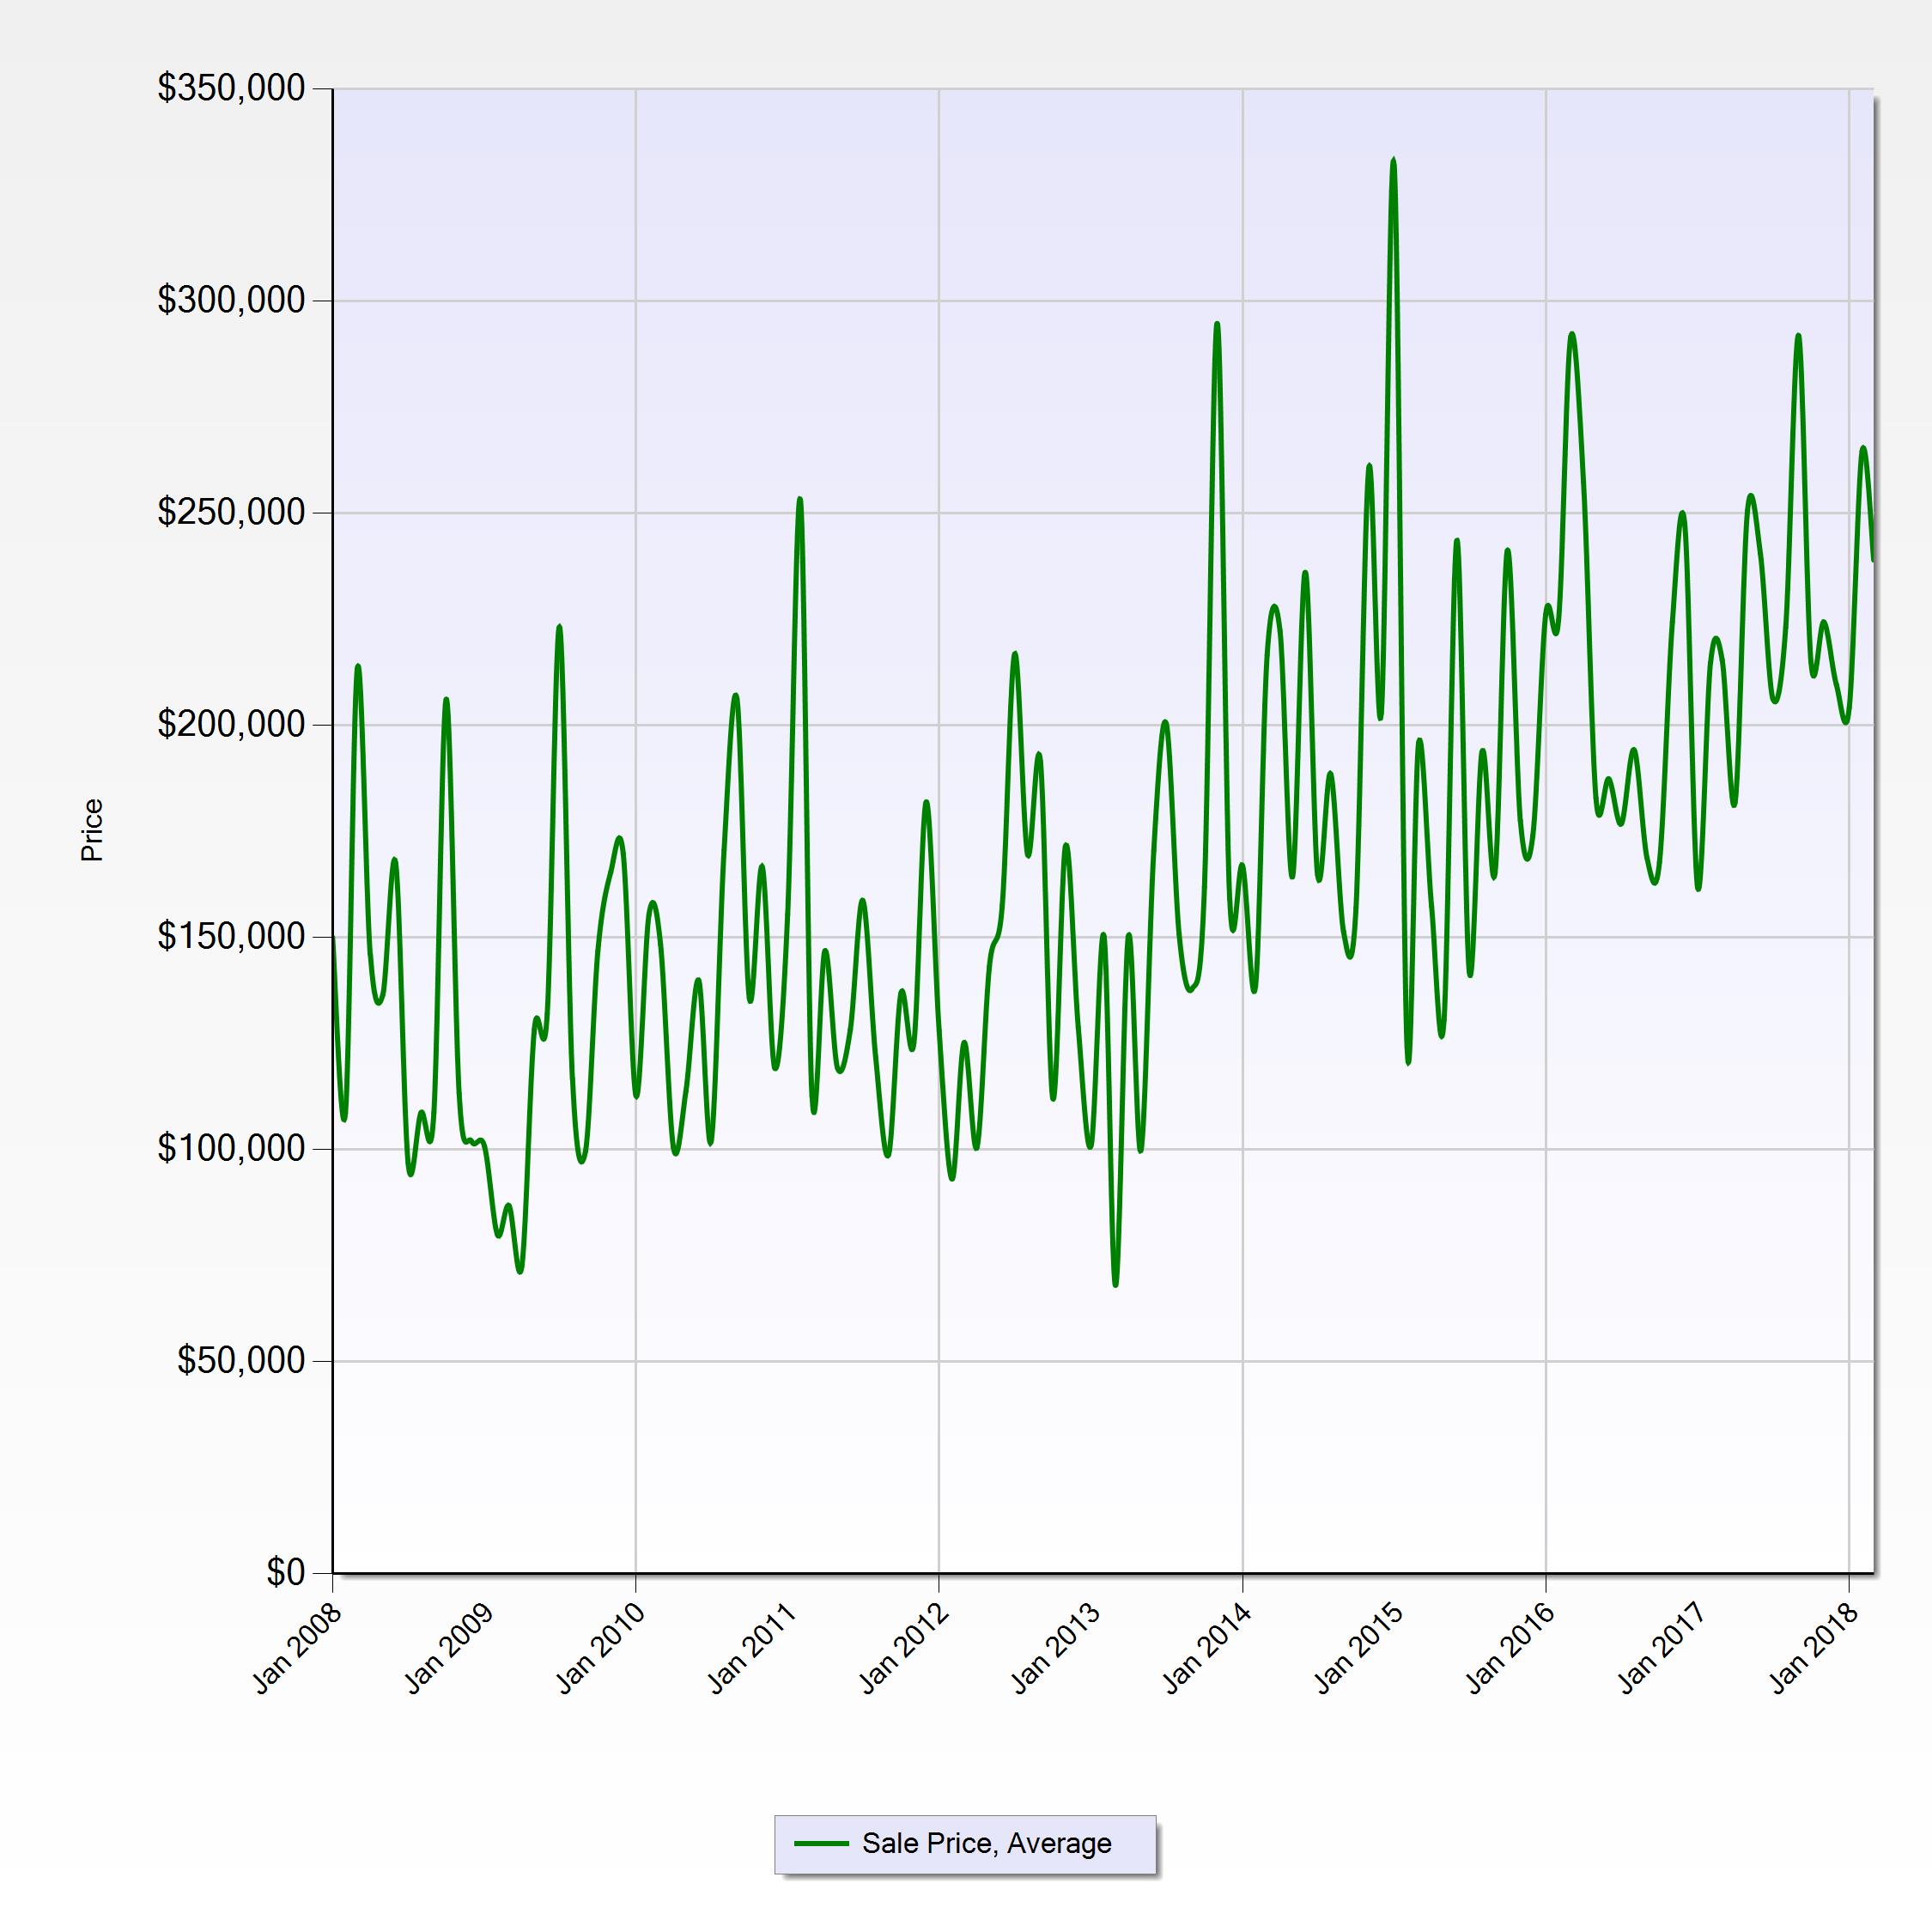 $350,000
$300,000
$250,000
$200,000
$150,000
$100,000
$50,000
$0
Price
Jan 2008
Jan 2009
Jan 2010
Jan 2011
Jan 2012
Jan 2013
Jan 2014
Jan 2015
Jan 2016
Jan 2017
Jan 2018
Sale Price, Average